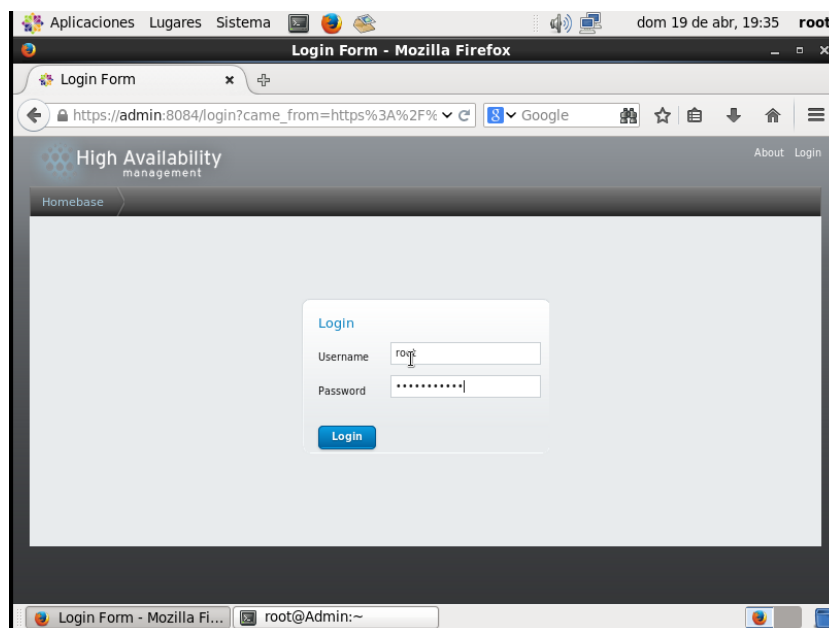 Aplicaciones Lugares Sistema dom 19 de abr, 19:35 root
Login Form - Mozilla Firefox
Login Form
https://admin:8084/login?came_from=https%3A%2F% Google
High Availability
management
About Login
Homebase
Login
Username root
Password •••••••••••
Login
Login Form - Mozilla Fi... root@Admin:~